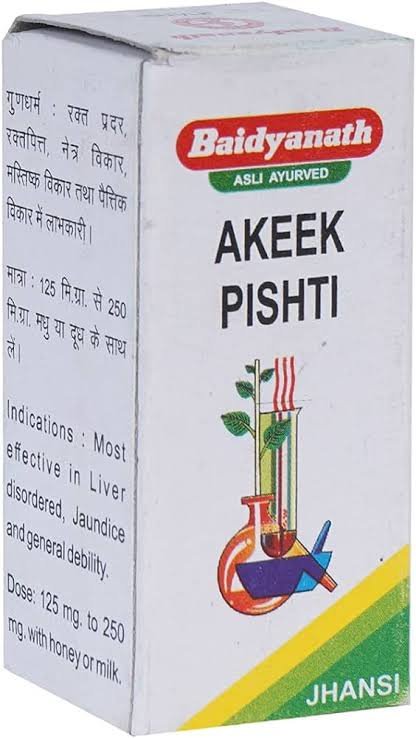 Baidyanath
ASLI AYURVED
AKEEK
PISHTI
JHANSI
गुणधर्म : रक्त प्रदर,
रक्तपित्त, नेत्र विकार,
मस्तिष्क विकार तथा पैत्तिक
विकार में लाभकारी।
मात्रा : 125 मि.ग्रा. से 250
मि.ग्रा. मधु या दूध के साथ
लें।
Indications : Most
effective in Liver
disordered, Jaundice
and general debility.
Dose: 125 mg. to 250
mg. with honey or milk.